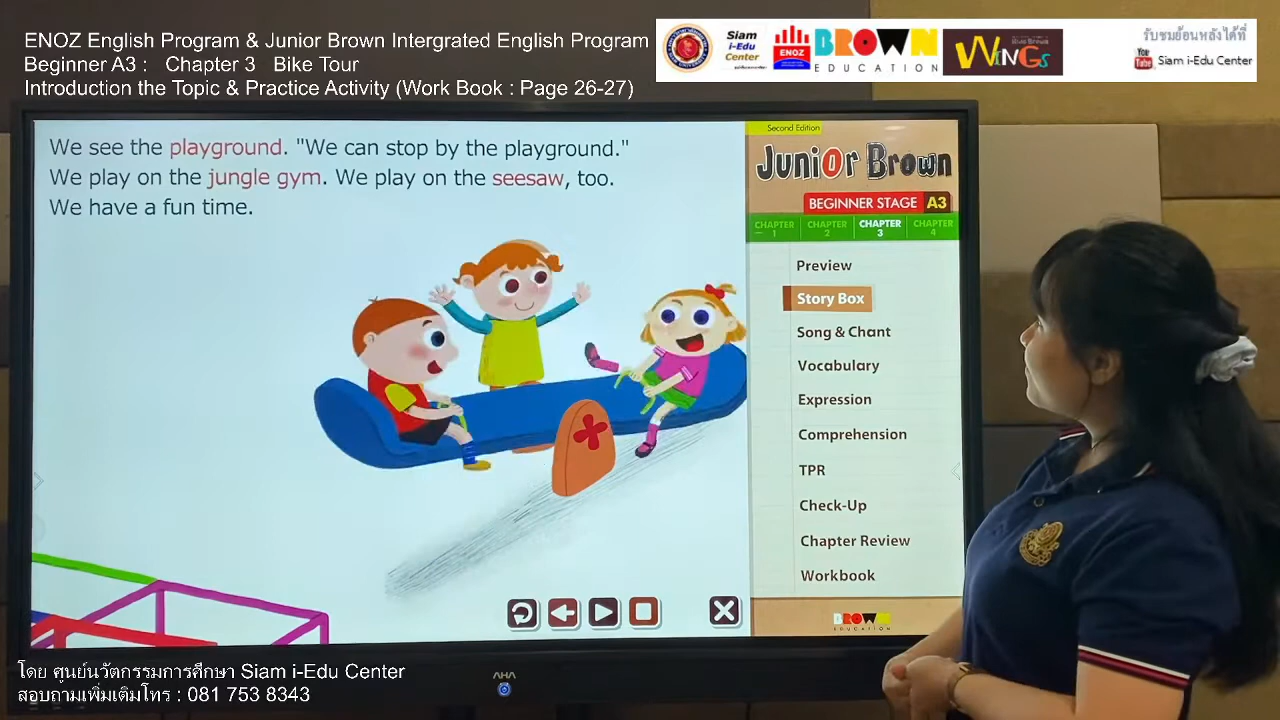 ENOZ English Program & Junior Brown Intergrated English Program
Beginner A3 : Chapter 3 Bike Tour
Introduction the Topic & Practice Activity (Work Book : Page 26-27)
Siam
i-Edu
Center
ENOZ
BROWN
EDUCATION
WINGS
รับชมย้อนหลังได้ที่
You
Tube
Siam i-Edu Center
We see the playground. "We can stop by the playground."
We play on the jungle gym. We play on the seesaw, too.
We have a fun time.
Second Edition
Junior Brown
BEGINNER STAGE A3
CHAPTER 1 CHAPTER 2 CHAPTER 3 CHAPTER 4
Preview
Story Box
Song & Chant
Vocabulary
Expression
Comprehension
TPR
Check-Up
Chapter Review
Workbook
BROWN
EDUCATION
AHA
โดย ศูนย์นวัตกรรมการศึกษา Siam i-Edu Center
สอบถามเพิ่มเติมโทร : 081 753 8343